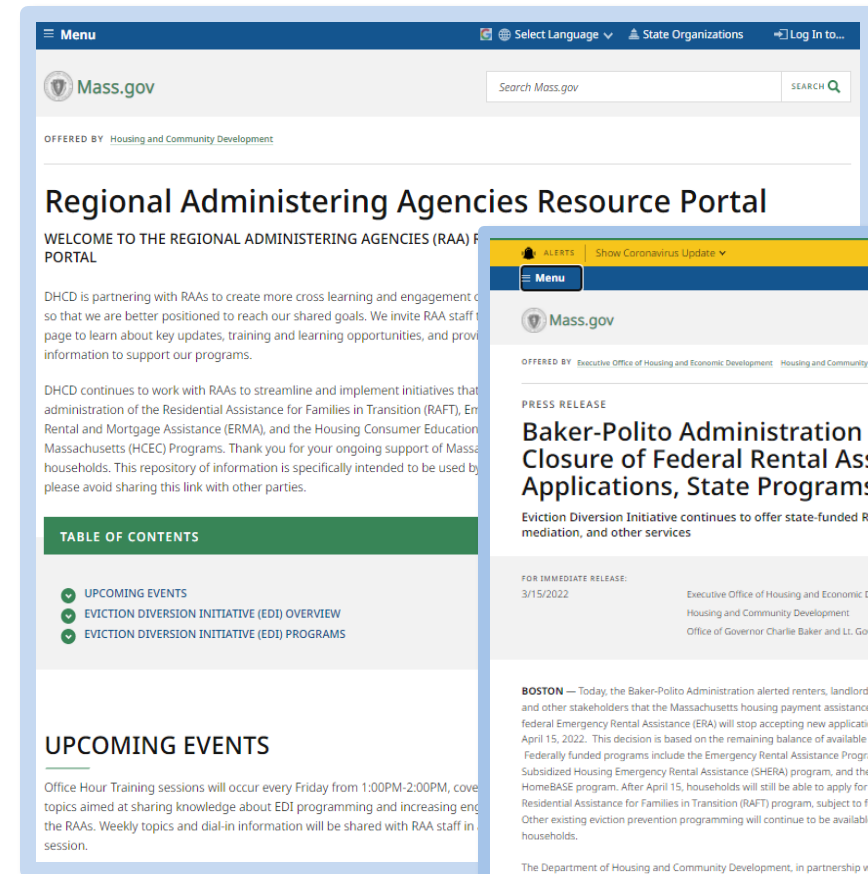 Menu
Select Language
State Organizations
Log In to...
Mass.gov
Search Mass.gov
SEARCH
OFFERED BY Housing and Community Development
Regional Administering Agencies Resource Portal
WELCOME TO THE REGIONAL ADMINISTERING AGENCIES (RAA)
PORTAL
DHCD is partnering with RAAs to create more cross learning and engagement
so that we are better positioned to reach our shared goals. We invite RAA staff
page to learn about key updates, training and learning opportunities, and
information to support our programs.
DHCD continues to work with RAAs to streamline and implement initiatives that
administration of the Residential Assistance for Families in Transition (RAFT),
Rental and Mortgage Assistance (ERMA), and the Housing Consumer Education
Massachusetts (HCEC) Programs. Thank you for your ongoing support of
households. This repository of information is specifically intended to be used by
please avoid sharing this link with other parties.
TABLE OF CONTENTS
UPCOMING EVENTS
EVICTION DIVERSION INITIATIVE (EDI) OVERVIEW
EVICTION DIVERSION INITIATIVE (EDI) PROGRAMS
UPCOMING EVENTS
Office Hour Training sessions will occur every Friday from 1:00PM-2:00PM,
topics aimed at sharing knowledge about EDI programming and increasing
the RAAs. Weekly topics and dial-in information will be shared with RAA staff in
session.
ALERTS
Show Coronavirus Update
Menu
Mass.gov
OFFERED BY Executive Office of Housing and Economic Development Housing and Community
PRESS RELEASE
Baker-Polito Administration
Closure of Federal Rental
Applications, State Programs
Eviction Diversion Initiative continues to offer state-funded
mediation, and other services
FOR IMMEDIATE RELEASE:
3/15/2022
Executive Office of Housing and Economic
Housing and Community Development
Office of Governor Charlie Baker and Lt.
BOSTON — Today, the Baker-Polito Administration alerted renters,
and other stakeholders that the Massachusetts housing payment assistance
federal Emergency Rental Assistance (ERA) will stop accepting new
April 15, 2022. This decision is based on the remaining balance of available
Federally funded programs include the Emergency Rental Assistance
Subsidized Housing Emergency Rental Assistance (SHERA) program, and the
HomeBASE program. After April 15, households will still be able to apply for
Residential Assistance for Families in Transition (RAFT) program, subject to
Other existing eviction prevention programming will continue to be
households.
The Department of Housing and Community Development, in partnership